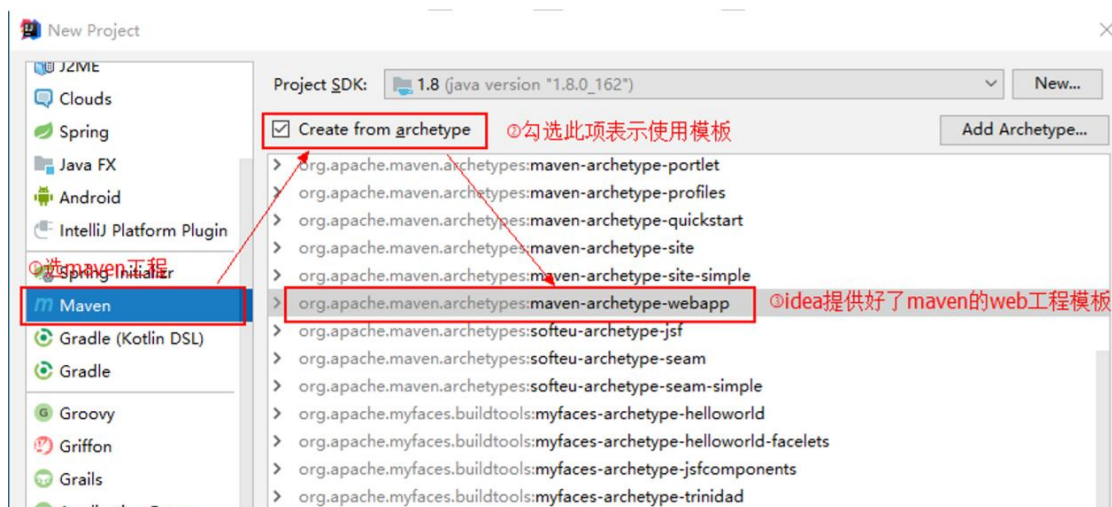 New Project
J2ME
Clouds
Spring
Java FX
Android
IntelliJ Platform Plugin
①选maven工程
Spring Initializr
Maven
Gradle (Kotlin DSL)
Gradle
Groovy
Griffon
Grails
Project SDK: 1.8 (java version "1.8.0_162") New...
Create from archetype ②勾选此项表示使用模板 Add Archetype...
org.apache.maven.archetypes:maven-archetype-portlet
org.apache.maven.archetypes:maven-archetype-profiles
org.apache.maven.archetypes:maven-archetype-quickstart
org.apache.maven.archetypes:maven-archetype-site
org.apache.maven.archetypes:maven-archetype-site-simple
org.apache.maven.archetypes:maven-archetype-webapp ③idea提供好了maven的web工程模板
org.apache.maven.archetypes:softeu-archetype-jsf
org.apache.maven.archetypes:softeu-archetype-seam
org.apache.maven.archetypes:softeu-archetype-seam-simple
org.apache.myfaces.buildtools:myfaces-archetype-helloworld
org.apache.myfaces.buildtools:myfaces-archetype-helloworld-facelets
org.apache.myfaces.buildtools:myfaces-archetype-jsfcomponents
org.apache.myfaces.buildtools:myfaces-archetype-trinidad